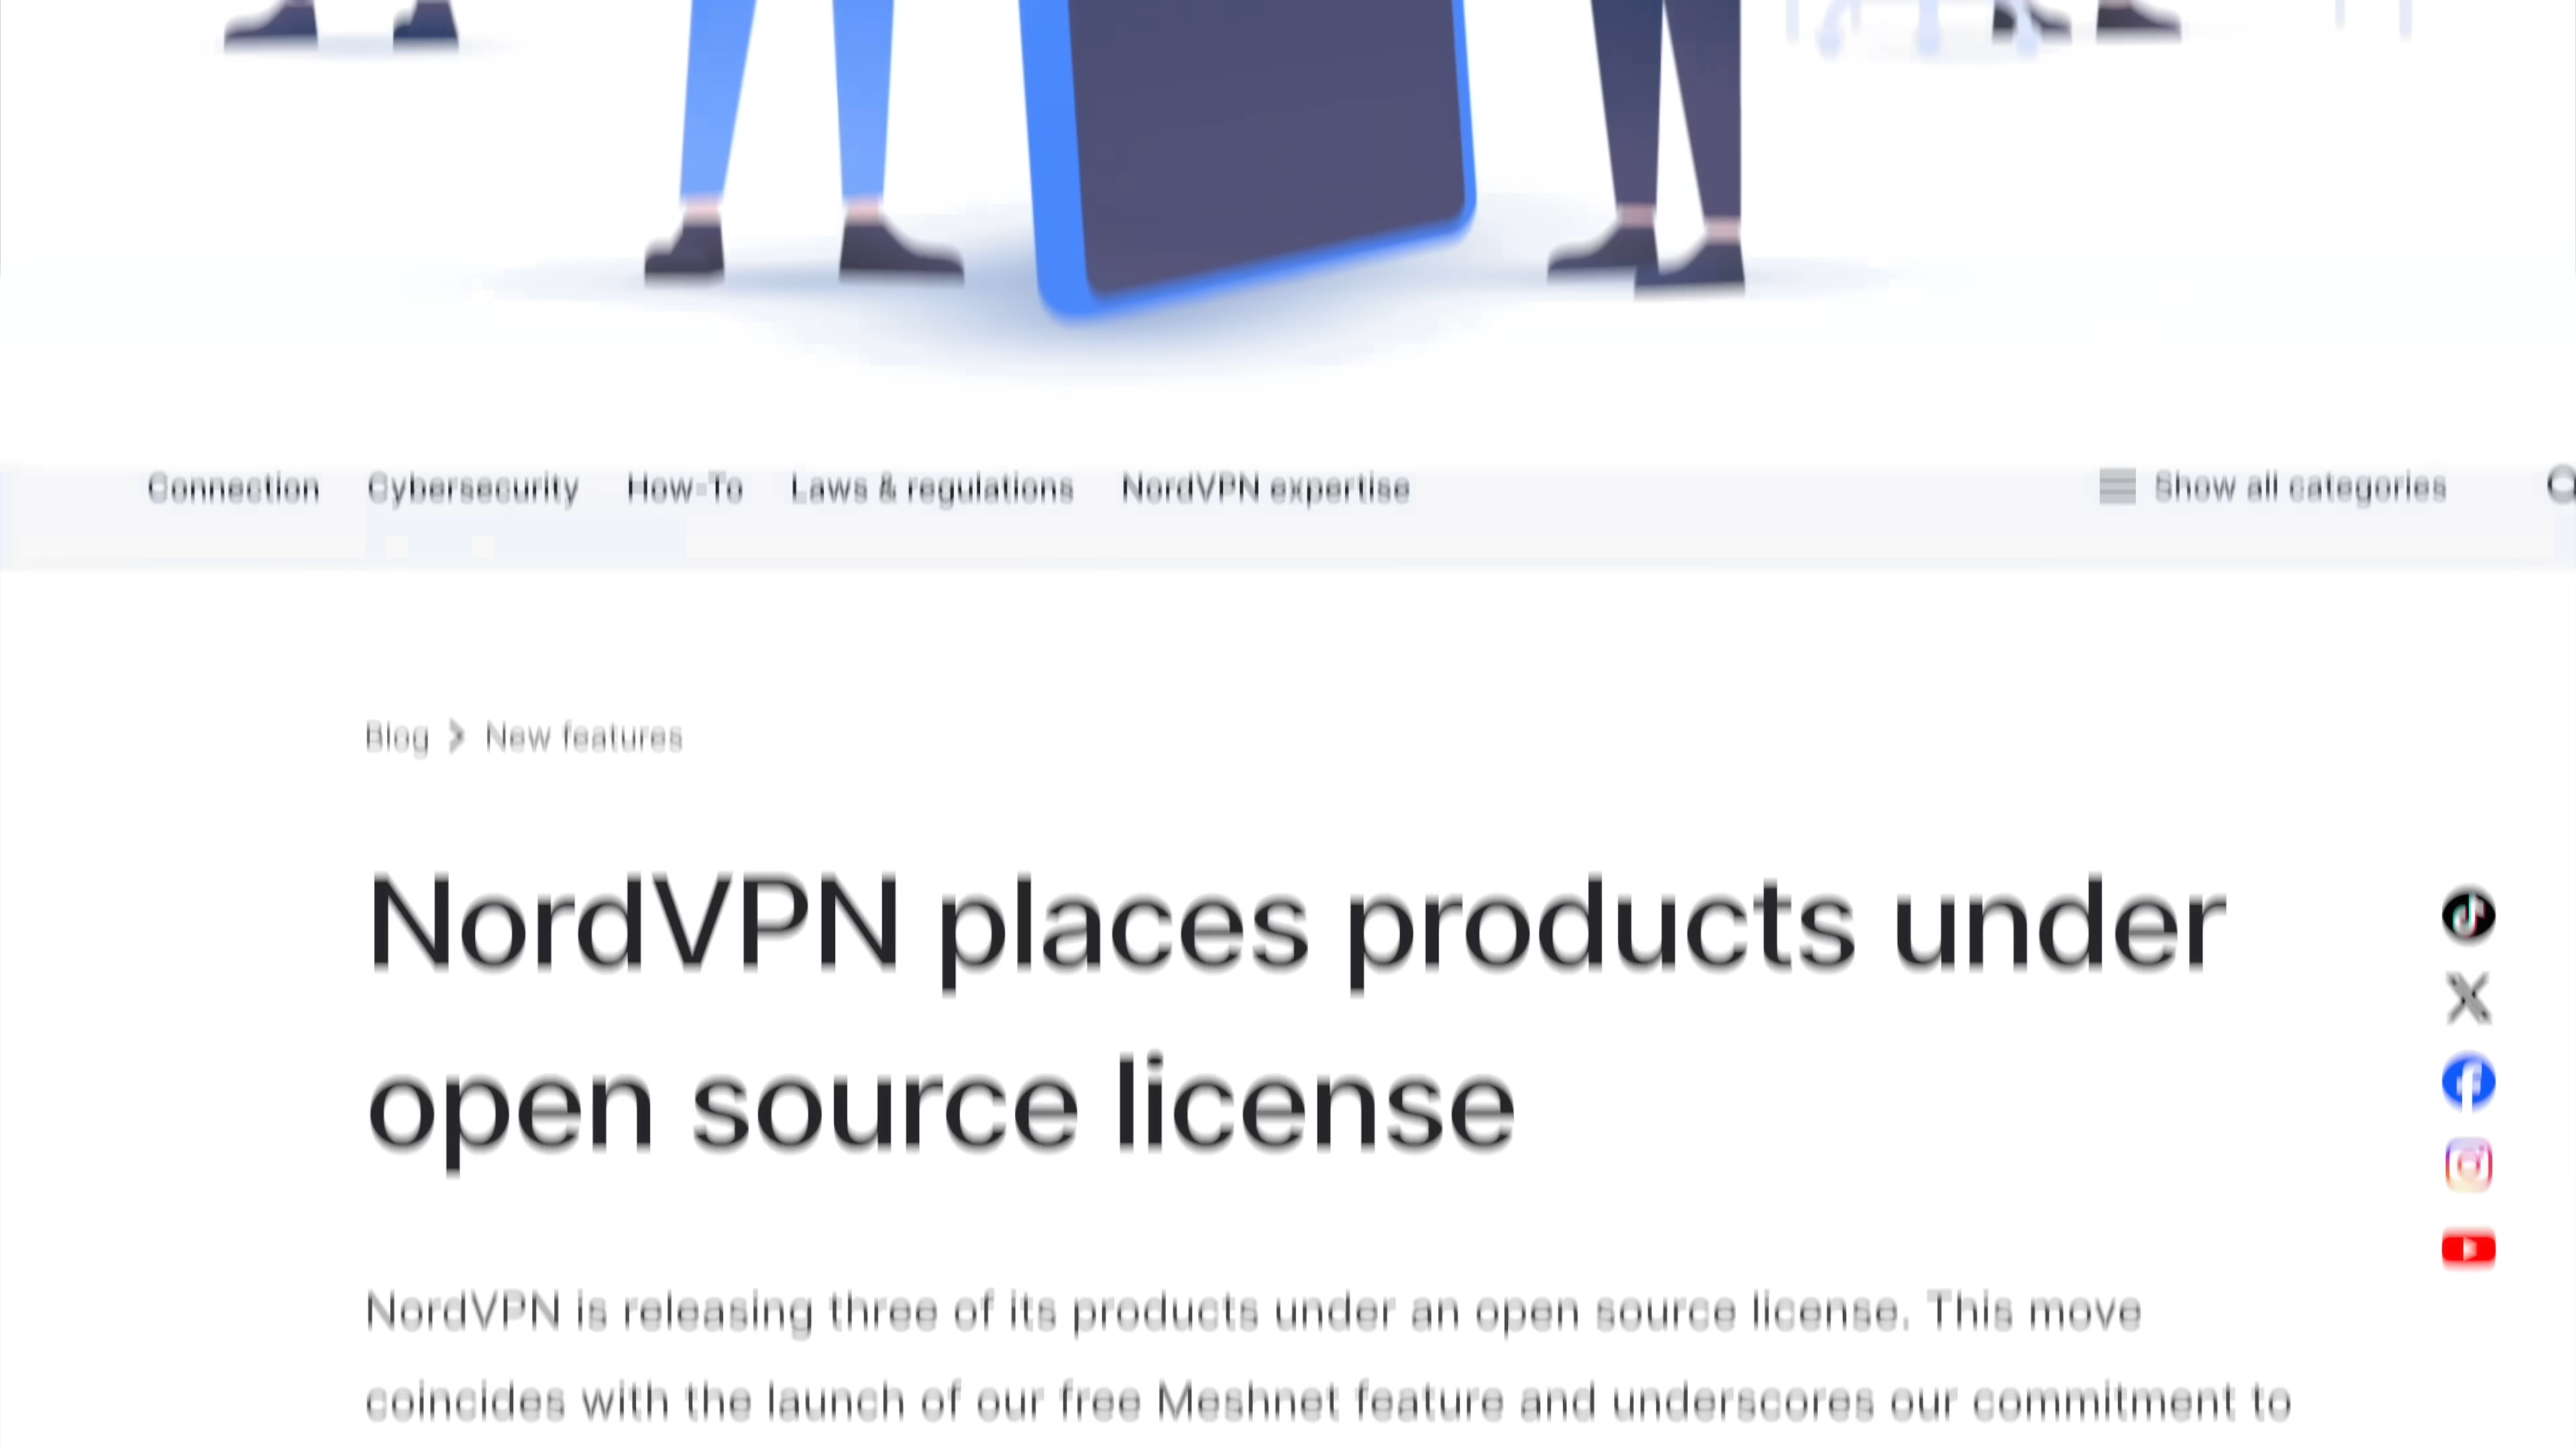 Connection Cybersecurity How-To Laws & regulations NordVPN expertise Show all categories
Blog New features
NordVPN places products under
open source license
NordVPN is releasing three of its products under an open source license. This move
coincides with the launch of our free Meshnet feature and underscores our commitment to